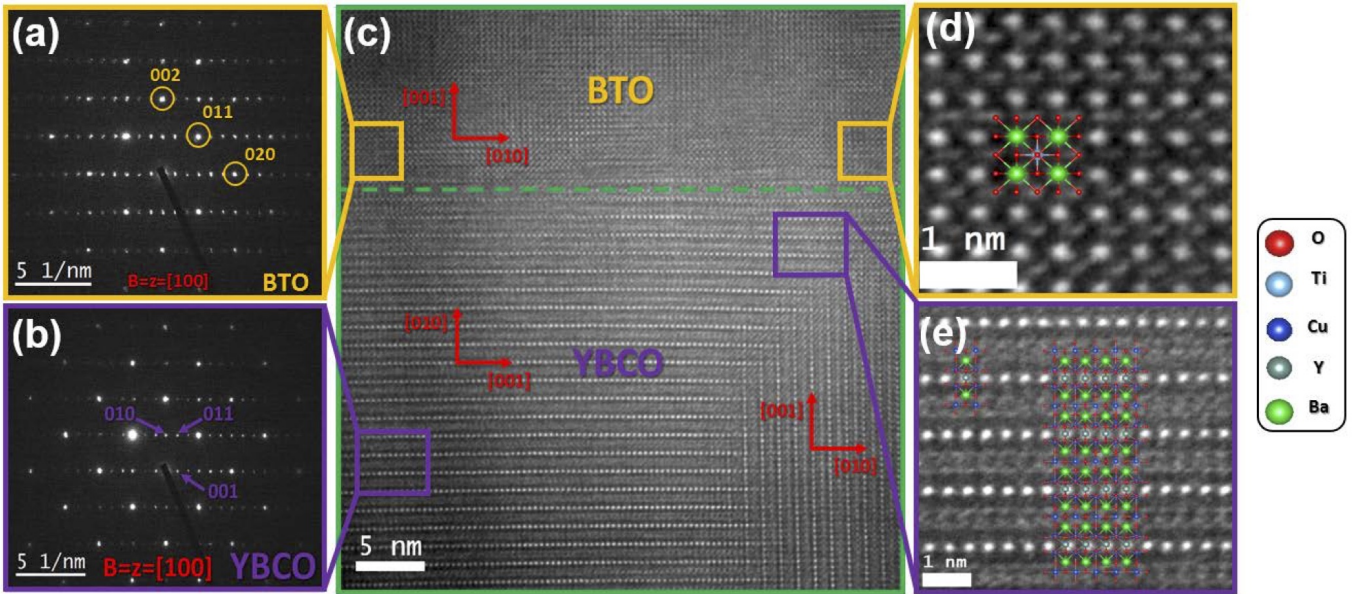 (a)
002
011
020
5 1/nm
B=z=[100]
BTO
(b)
010
011
001
5 1/nm
B=z=[100]
YBCO
(c)
BTO
[001]
[010]
[010]
[001]
YBCO
[001]
[010]
5 nm
(d)
1 nm
(e)
1 nm
O
Ti
Cu
Y
Ba